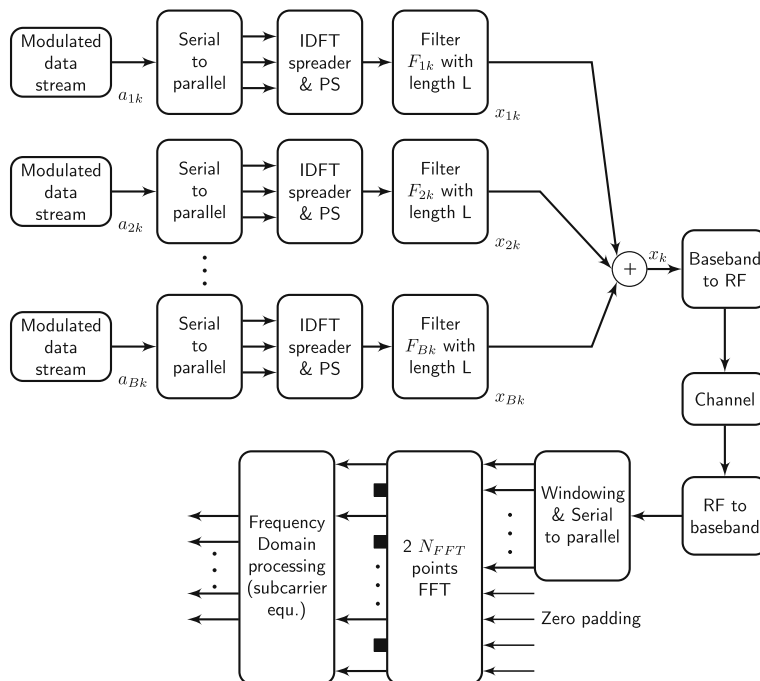 Modulated
data
stream
a_{1k}
Serial
to
parallel
IDFT
spreader
& PS
Filter
F_{1k} with
length L
x_{1k}
Modulated
data
stream
a_{2k}
Serial
to
parallel
IDFT
spreader
& PS
Filter
F_{2k} with
length L
x_{2k}
Modulated
data
stream
a_{Bk}
Serial
to
parallel
IDFT
spreader
& PS
Filter
F_{Bk} with
length L
x_{Bk}
+
x_k
Baseband
to RF
Channel
RF to
baseband
Windowing
& Serial
to parallel
Zero padding
2 N_{FFT}
points
FFT
Frequency
Domain
processing
(subcarrier
equ.)